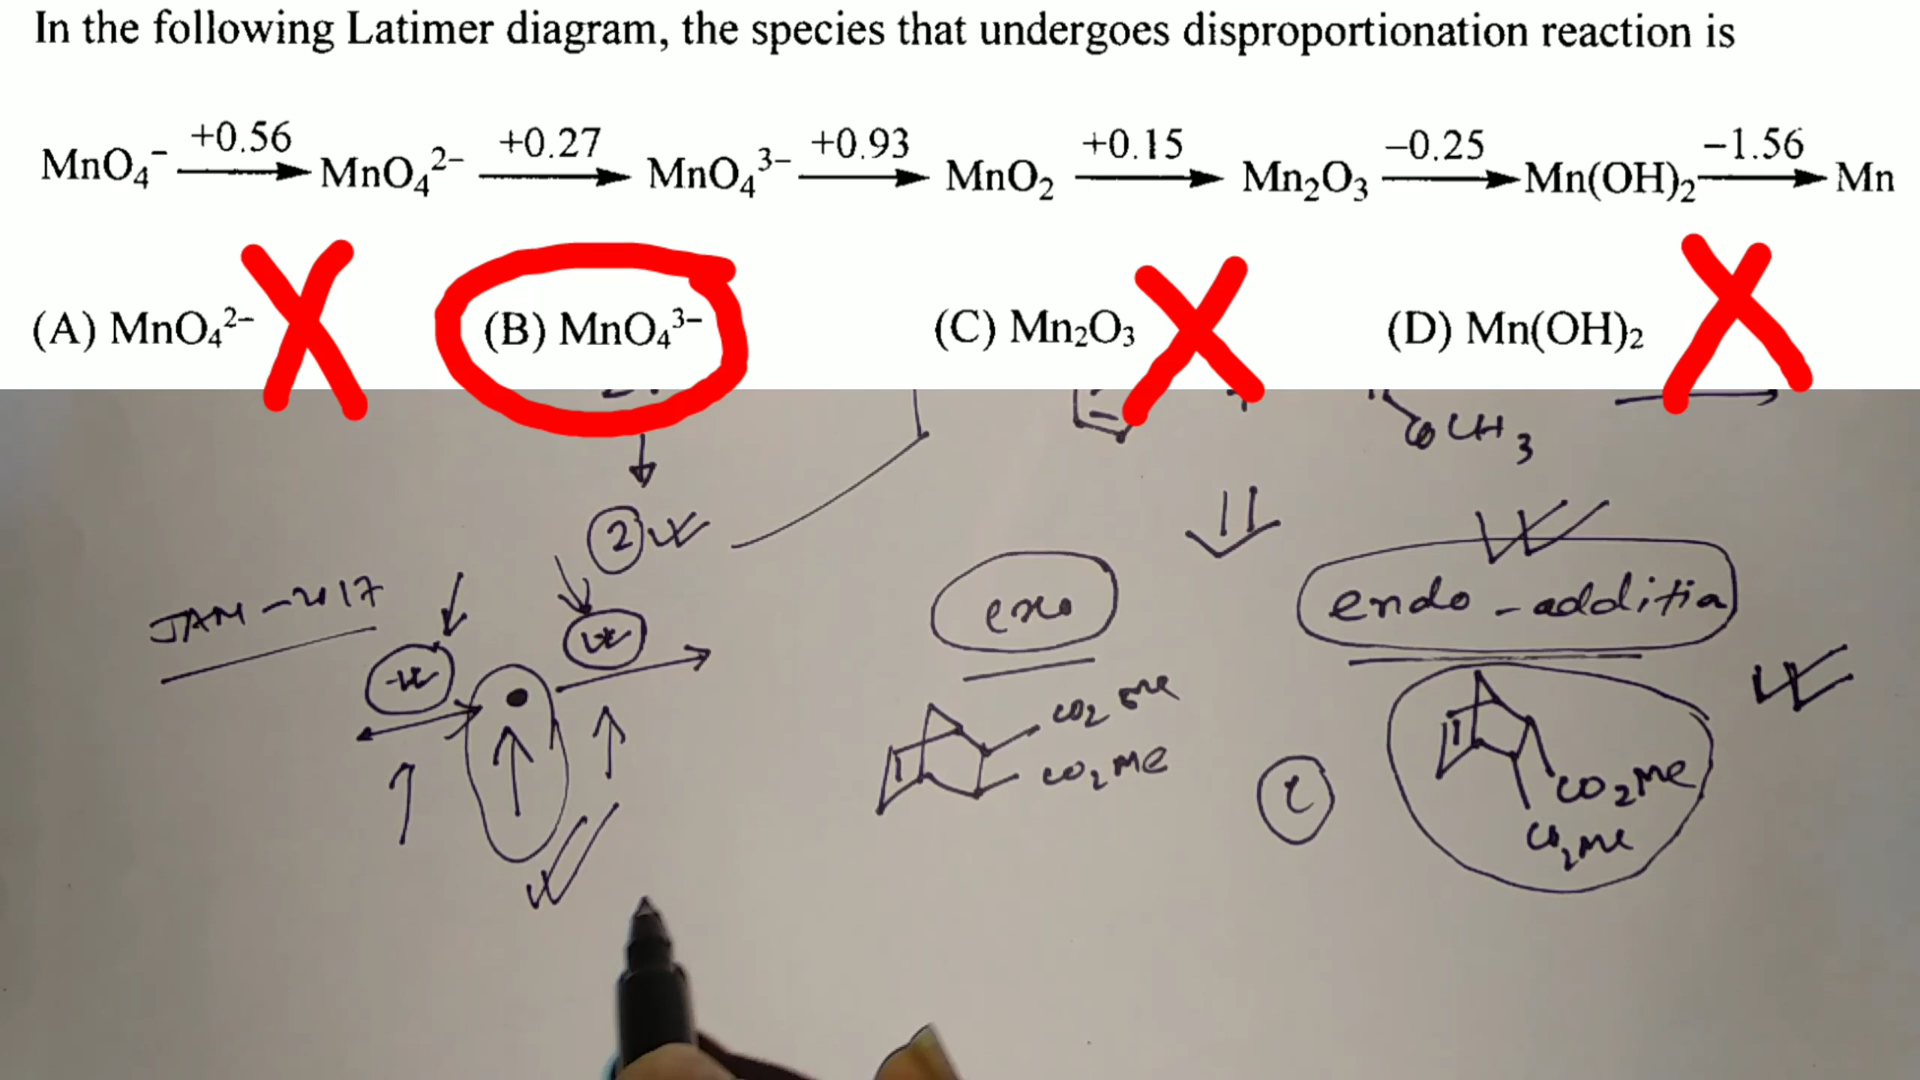 In the following Latimer diagram, the species that undergoes disproportionation reaction is
MnO₄⁻ +0.56 → MnO₄²⁻ +0.27 → MnO₄³⁻ +0.93 → MnO₂ +0.15 → Mn₂O₃ −0.25 → Mn(OH)₂ −1.56 → Mn
(A) MnO₄²⁻ (B) MnO₄³⁻ (C) Mn₂O₃ (D) Mn(OH)₂
OCH₃
2
JAM-2017
exo endo-additia
CO₂Me
CO₂Me
CO₂Me
CO₂Me